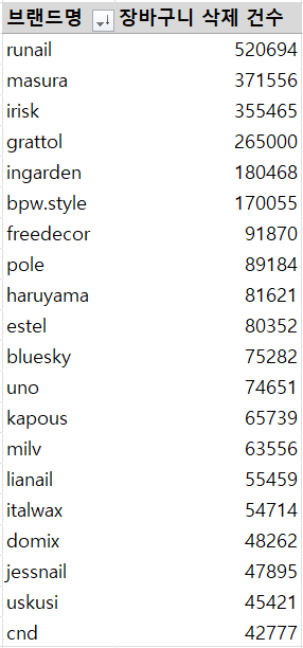 브랜드명 장바구니 삭제 건수
runail 520694
masura 371556
irisk 355465
grattol 265000
ingarden 180468
bpw.style 170055
freedecor 91870
pole 89184
haruyama 81621
estel 80352
bluesky 75282
uno 74651
kapous 65739
milv 63556
lianail 55459
italwax 54714
domix 48262
jessnail 47895
uskusi 45421
cnd 42777